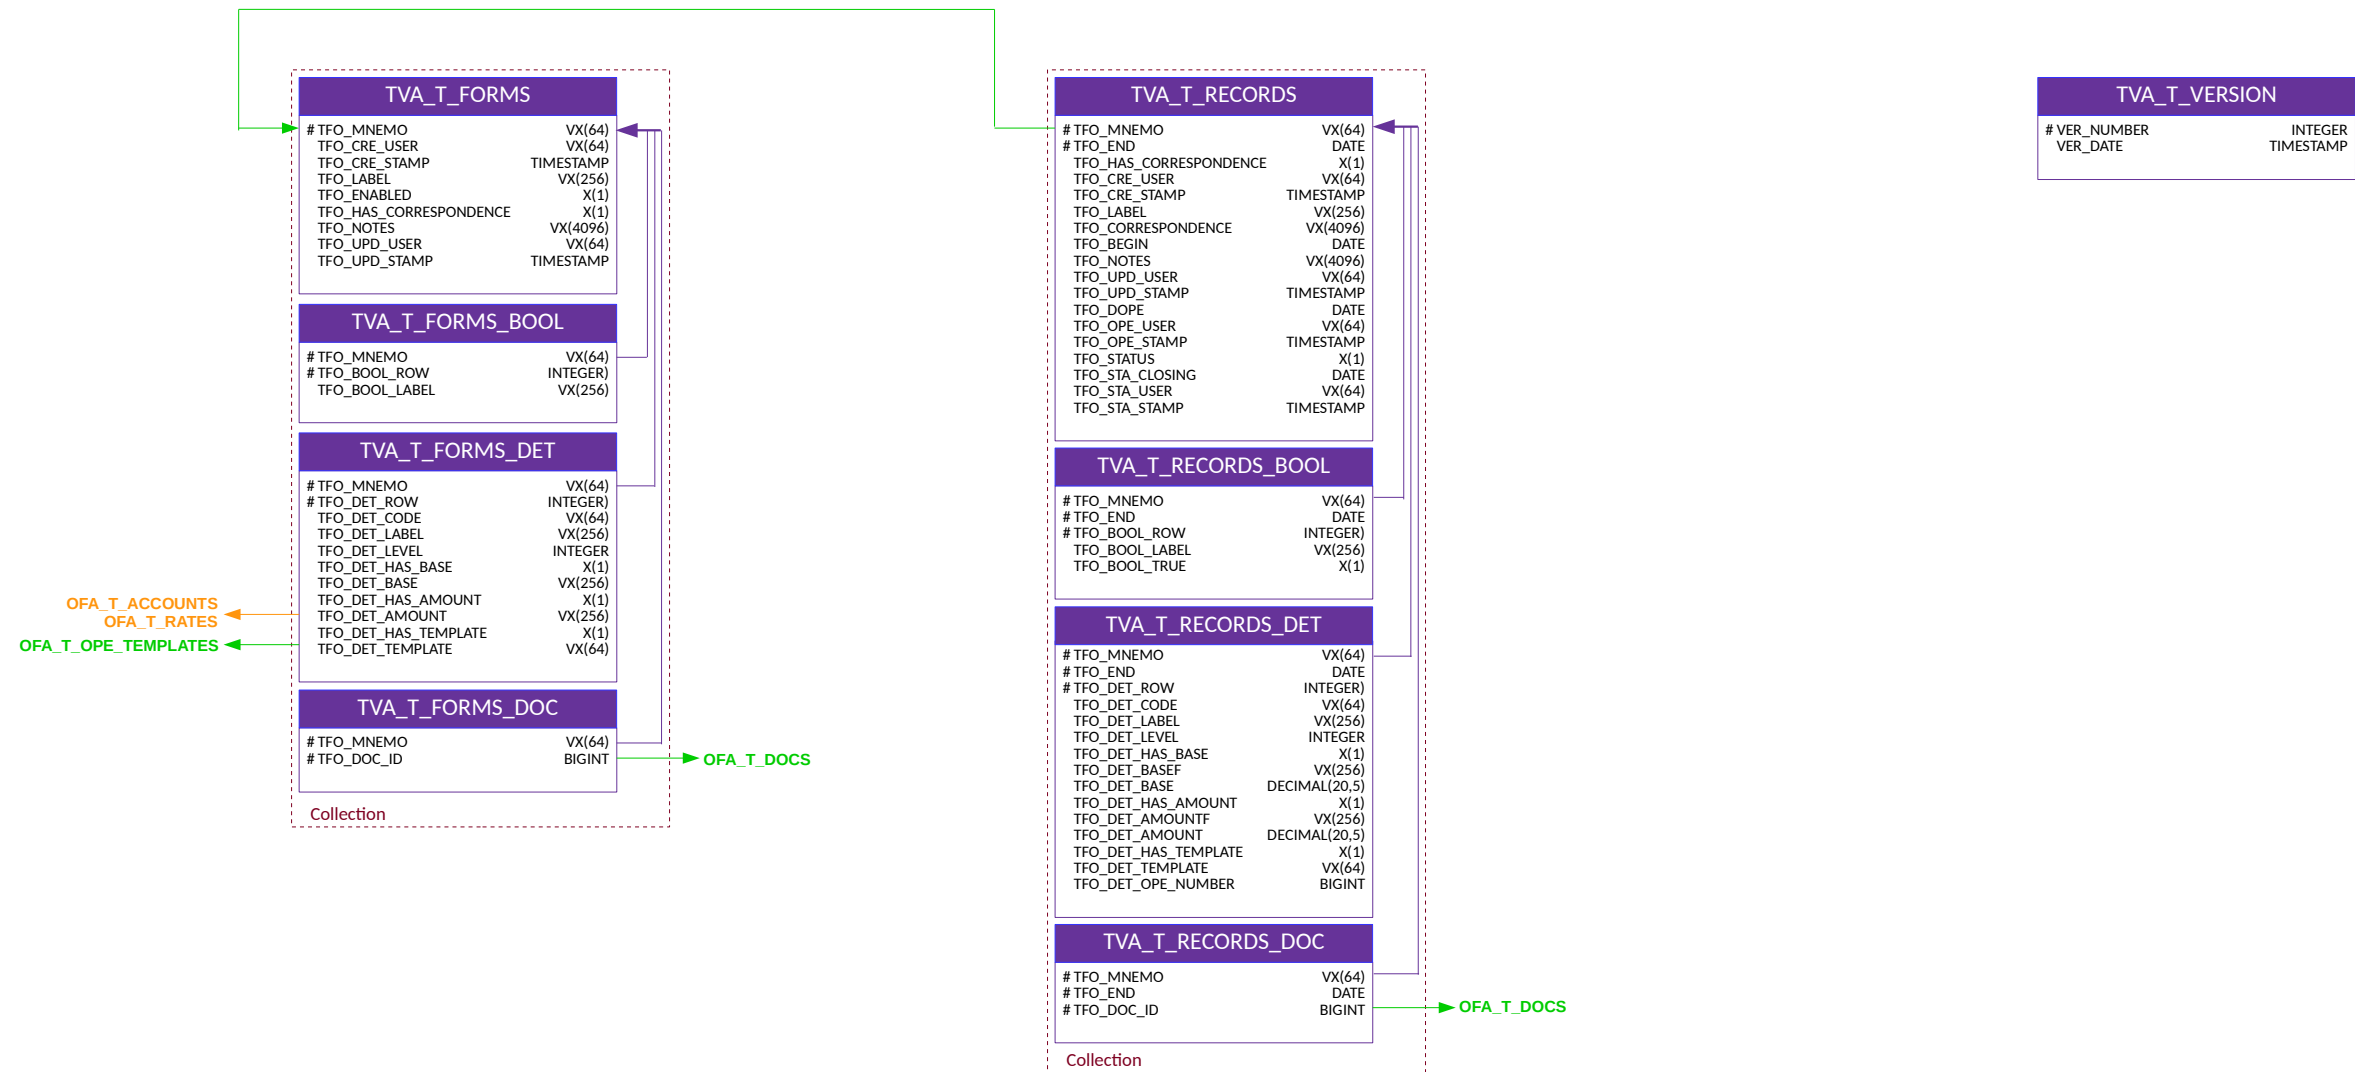 TVA_T_FORMS
# TFO_MNEMO VX(64)
TFO_CRE_USER VX(64)
TFO_CRE_STAMP TIMESTAMP
TFO_LABEL VX(256)
TFO_ENABLED X(1)
TFO_HAS_CORRESPONDENCE X(1)
TFO_NOTES VX(4096)
TFO_UPD_USER VX(64)
TFO_UPD_STAMP TIMESTAMP
TVA_T_FORMS_BOOL
# TFO_MNEMO VX(64)
# TFO_BOOL_ROW INTEGER)
TFO_BOOL_LABEL VX(256)
TVA_T_FORMS_DET
# TFO_MNEMO VX(64)
# TFO_DET_ROW INTEGER)
TFO_DET_CODE VX(64)
TFO_DET_LABEL VX(256)
TFO_DET_LEVEL INTEGER
TFO_DET_HAS_BASE X(1)
TFO_DET_BASE VX(256)
TFO_DET_HAS_AMOUNT X(1)
TFO_DET_AMOUNT VX(256)
TFO_DET_HAS_TEMPLATE X(1)
TFO_DET_TEMPLATE VX(64)
OFA_T_ACCOUNTS
OFA_T_RATES
OFA_T_OPE_TEMPLATES
TVA_T_FORMS_DOC
# TFO_MNEMO VX(64)
# TFO_DOC_ID BIGINT
OFA_T_DOCS
Collection
TVA_T_RECORDS
# TFO_MNEMO VX(64)
# TFO_END DATE
TFO_HAS_CORRESPONDENCE X(1)
TFO_CRE_USER VX(64)
TFO_CRE_STAMP TIMESTAMP
TFO_LABEL VX(256)
TFO_CORRESPONDENCE VX(4096)
TFO_BEGIN DATE
TFO_NOTES VX(4096)
TFO_UPD_USER VX(64)
TFO_UPD_STAMP TIMESTAMP
TFO_DOPE DATE
TFO_OPE_USER VX(64)
TFO_OPE_STAMP TIMESTAMP
TFO_STATUS X(1)
TFO_STA_CLOSING DATE
TFO_STA_USER VX(64)
TFO_STA_STAMP TIMESTAMP
TVA_T_RECORDS_BOOL
# TFO_MNEMO VX(64)
# TFO_END DATE
# TFO_BOOL_ROW INTEGER)
TFO_BOOL_LABEL VX(256)
TFO_BOOL_TRUE X(1)
TVA_T_RECORDS_DET
# TFO_MNEMO VX(64)
# TFO_END DATE
# TFO_DET_ROW INTEGER)
TFO_DET_CODE VX(64)
TFO_DET_LABEL VX(256)
TFO_DET_LEVEL INTEGER
TFO_DET_HAS_BASE X(1)
TFO_DET_BASEF VX(256)
TFO_DET_BASE DECIMAL(20,5)
TFO_DET_HAS_AMOUNT X(1)
TFO_DET_AMOUNTF VX(256)
TFO_DET_AMOUNT DECIMAL(20,5)
TFO_DET_HAS_TEMPLATE X(1)
TFO_DET_TEMPLATE VX(64)
TFO_DET_OPE_NUMBER BIGINT
TVA_T_RECORDS_DOC
# TFO_MNEMO VX(64)
# TFO_END DATE
# TFO_DOC_ID BIGINT
OFA_T_DOCS
Collection
TVA_T_VERSION
# VER_NUMBER INTEGER
VER_DATE TIMESTAMP